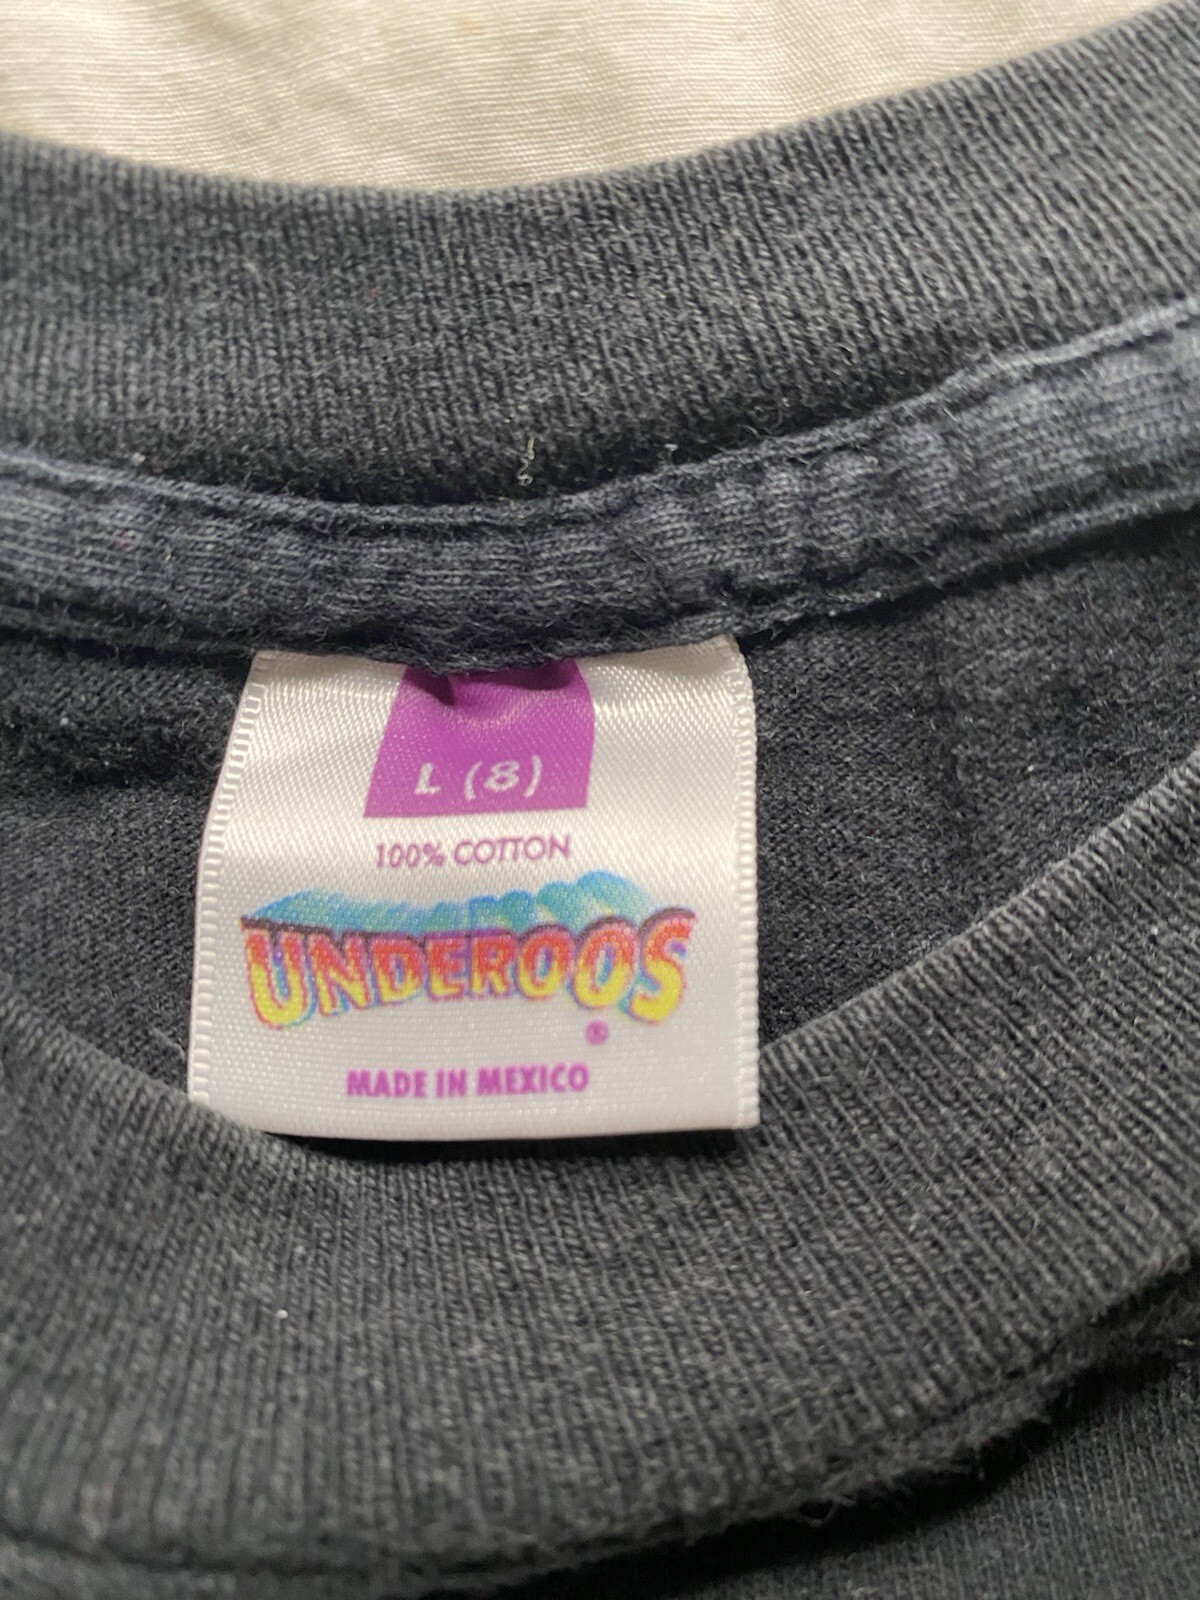 L (8)
100% COTTON
UNDEROOS
®
MADE IN MEXICO